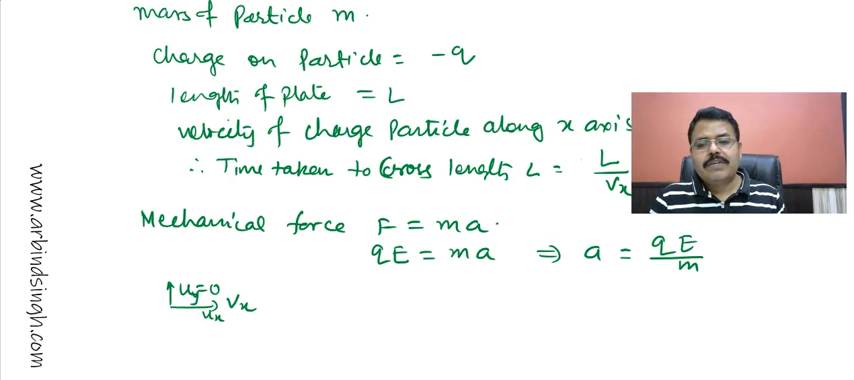 mass of Particle m.
Charge on Particle = -q
length of plate = L
velocity of charge Particle along x axis
∴ Time taken to Cross length L = L/Vx
Mechanical force F = ma.
qE = ma ⇒ a = qE/m
↑ uy=0
→ Vx
ux
www.arbindsingh.com